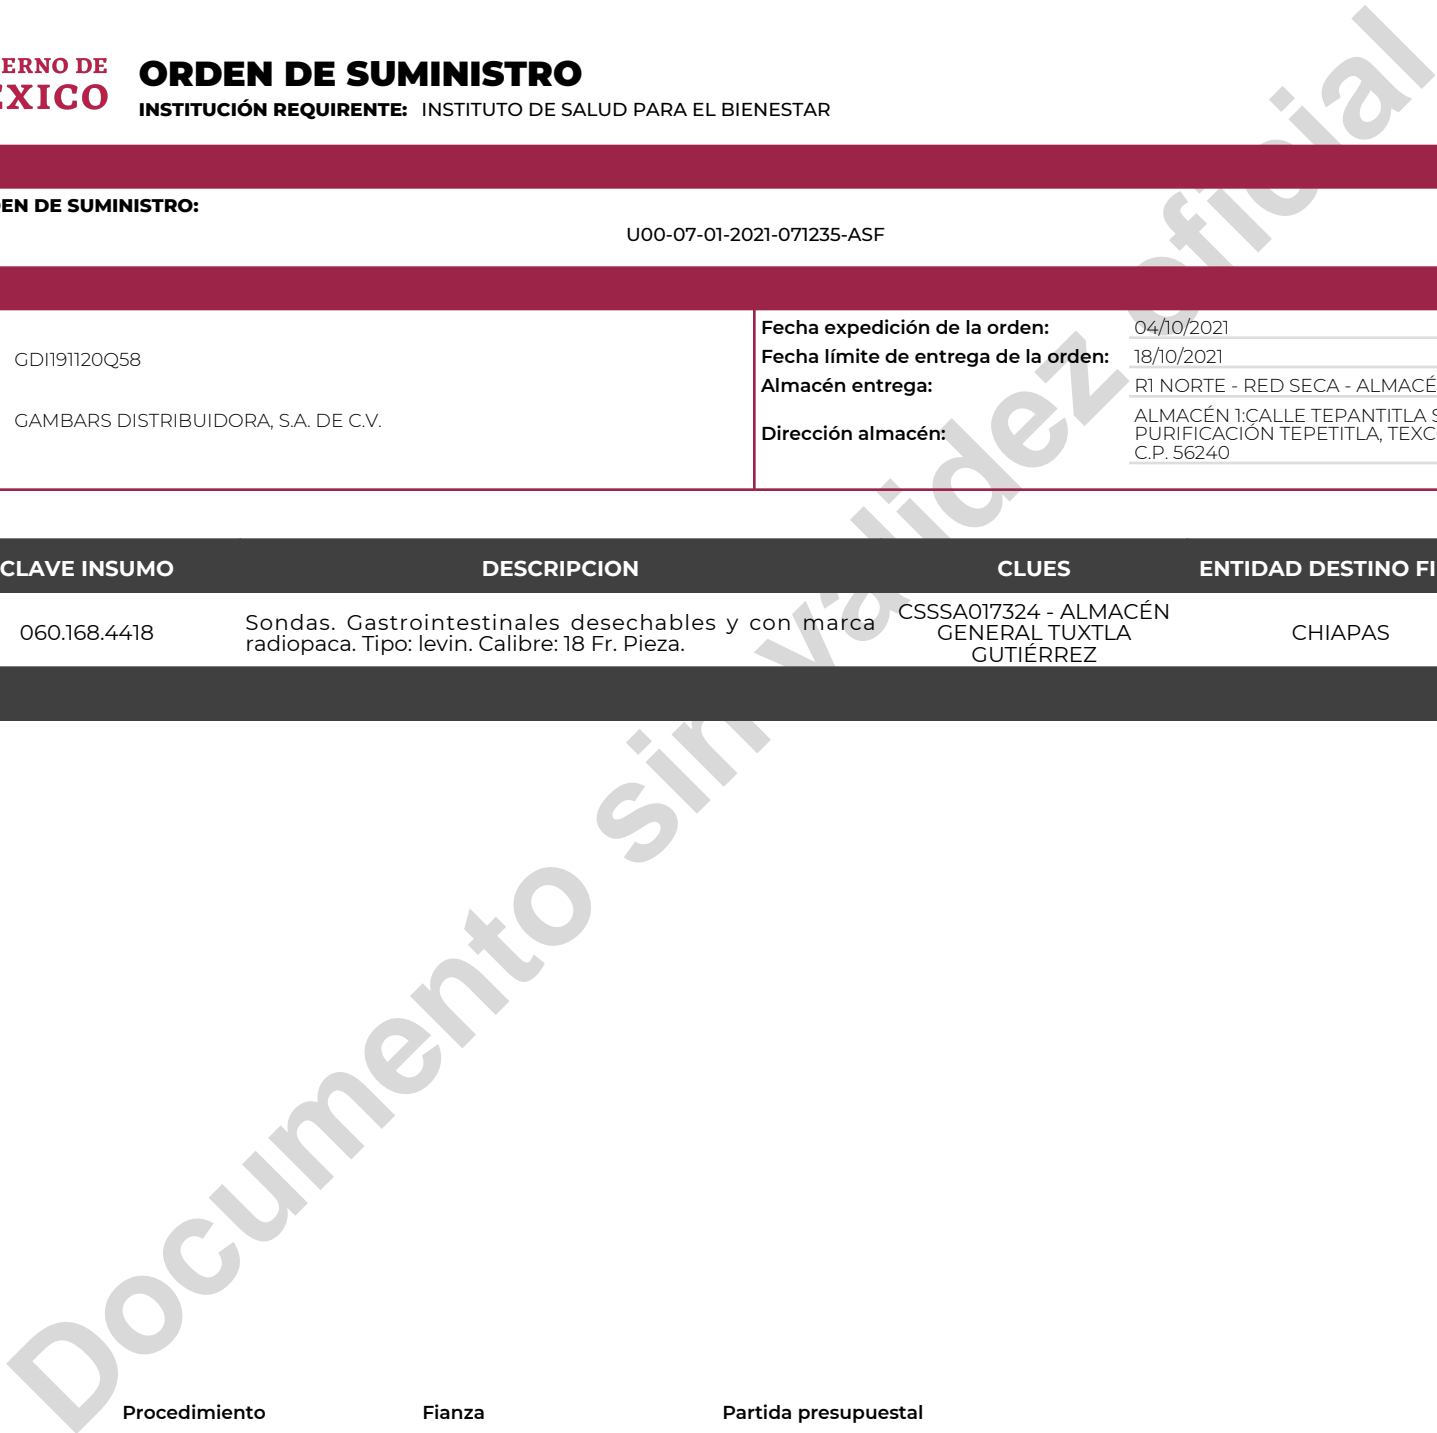 ERNO DE
EXICO
ORDEN DE SUMINISTRO
INSTITUCIÓN REQUIRENTE: INSTITUTO DE SALUD PARA EL BIENESTAR
EN DE SUMINISTRO:
U00-07-01-2021-071235-ASF
GDI191120Q58
GAMBARS DISTRIBUIDORA, S.A. DE C.V.
Fecha expedición de la orden: 04/10/2021
Fecha límite de entrega de la orden: 18/10/2021
Almacén entrega: R1 NORTE - RED SECA - ALMACÉ
Dirección almacén: ALMACÉN 1:CALLE TEPANTITLA S
PURIFICACIÓN TEPETITLA, TEXC
C.P. 56240
CLAVE INSUMO DESCRIPCION CLUES ENTIDAD DESTINO FI
060.168.4418 Sondas. Gastrointestinales desechables y con marca radiopaca. Tipo: levin. Calibre: 18 Fr. Pieza. CSSSA017324 - ALMACÉN GENERAL TUXTLA GUTIÉRREZ CHIAPAS
Documento sin validez oficial
Procedimiento Fianza Partida presupuestal